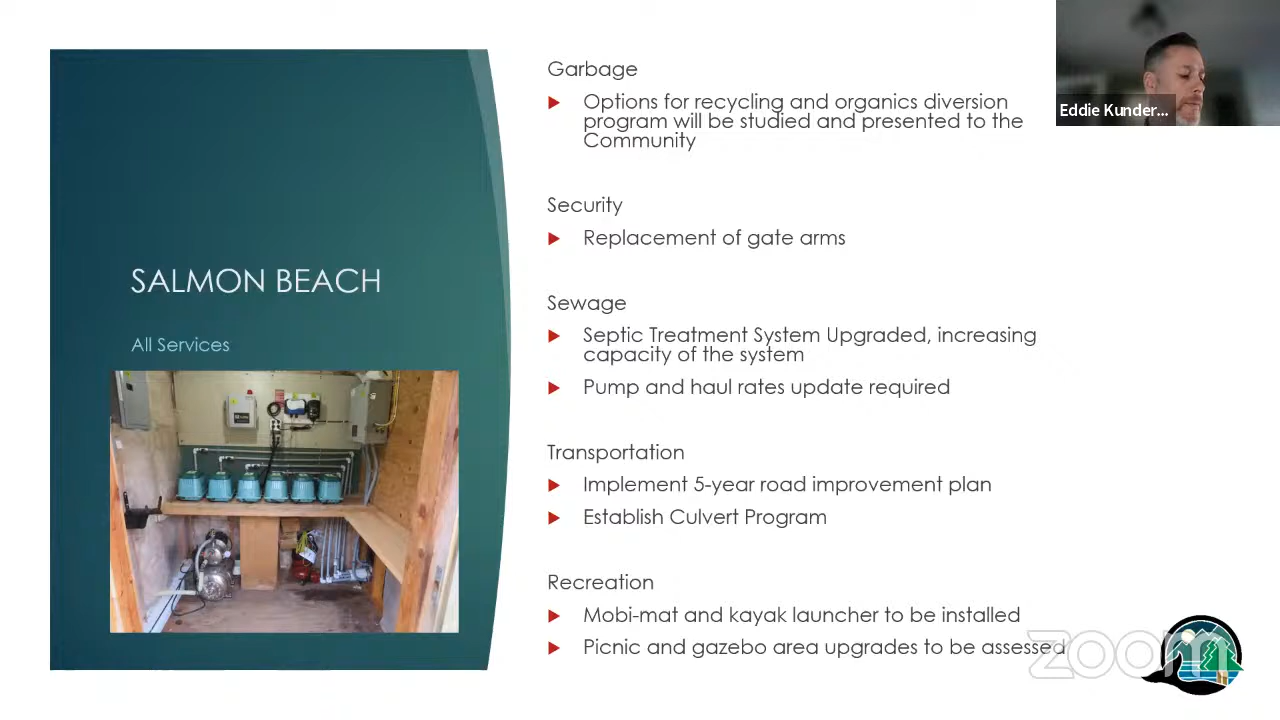 SALMON BEACH
All Services
Garbage
Options for recycling and organics diversion
program will be studied and presented to the
Community
Security
Replacement of gate arms
Sewage
Septic Treatment System Upgraded, increasing
capacity of the system
Pump and haul rates update required
Transportation
Implement 5-year road improvement plan
Establish Culvert Program
Recreation
Mobi-mat and kayak launcher to be installed
Picnic and gazebo area upgrades to be assessed
Eddie Kunder...
zoom